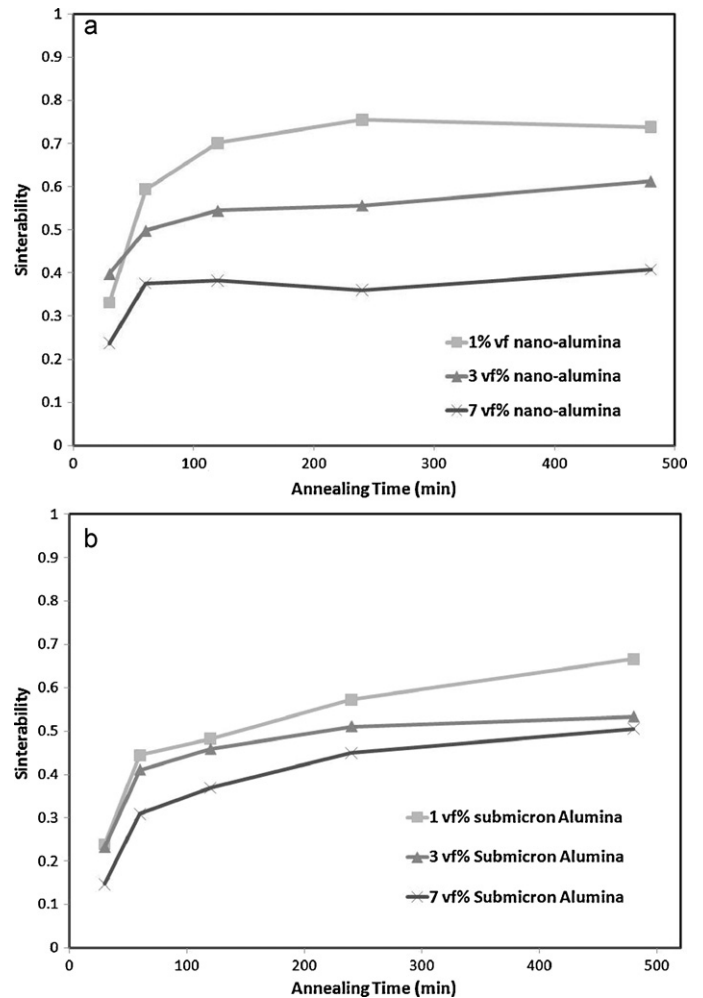 a
1
0.9
0.8
0.7
0.6
0.5
0.4
0.3
0.2
0.1
0
Sinterability
1% vf nano-alumina
3 vf% nano-alumina
7 vf% nano-alumina
0 100 200 300 400 500
Annealing Time (min)
b
1
0.9
0.8
0.7
0.6
0.5
0.4
0.3
0.2
0.1
0
Sinterability
1 vf% submicron Alumina
3 vf% Submicron Alumina
7 vf% Submicron Alumina
0 100 200 300 400 500
Annealing Time (min)